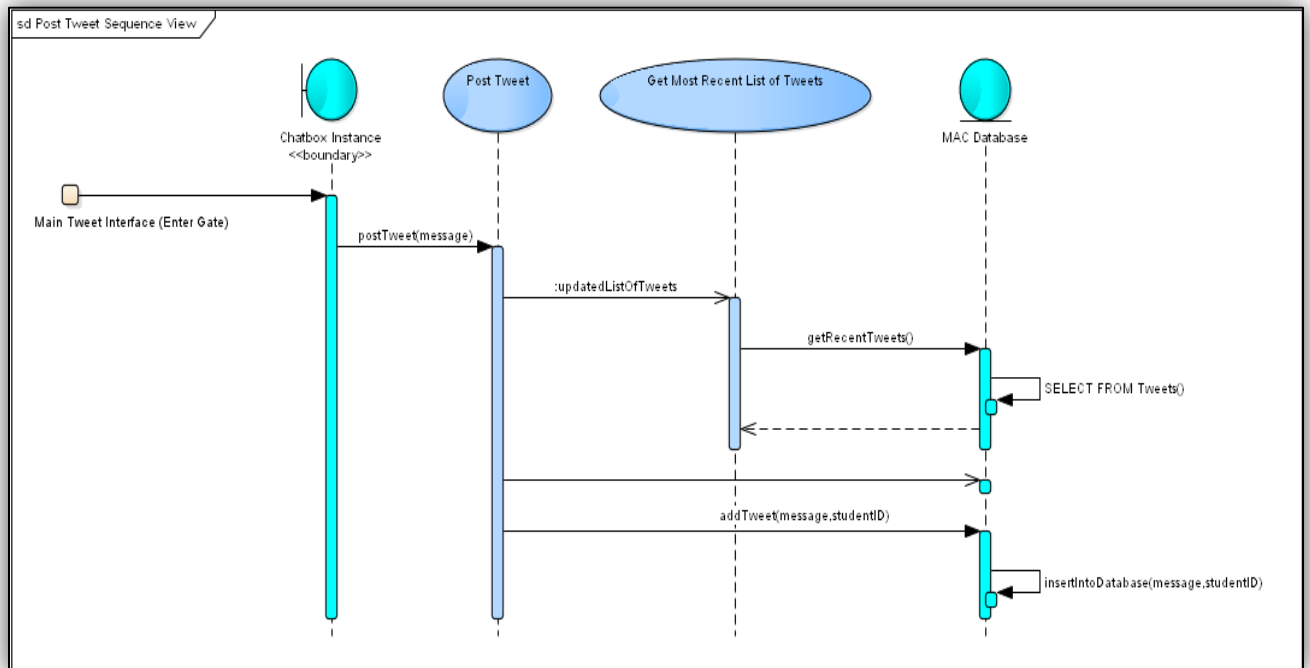 sd Post Tweet Sequence View
Post Tweet
Get Most Recent List of Tweets
Chatbox Instance
<<boundary>>
MAC Database
Main Tweet Interface (Enter Gate)
postTweet(message)
:updatedListOfTweets
getRecentTweets()
SELECT FROM Tweets()
addTweet(message,studentID)
insertIntoDatabase(message,studentID)